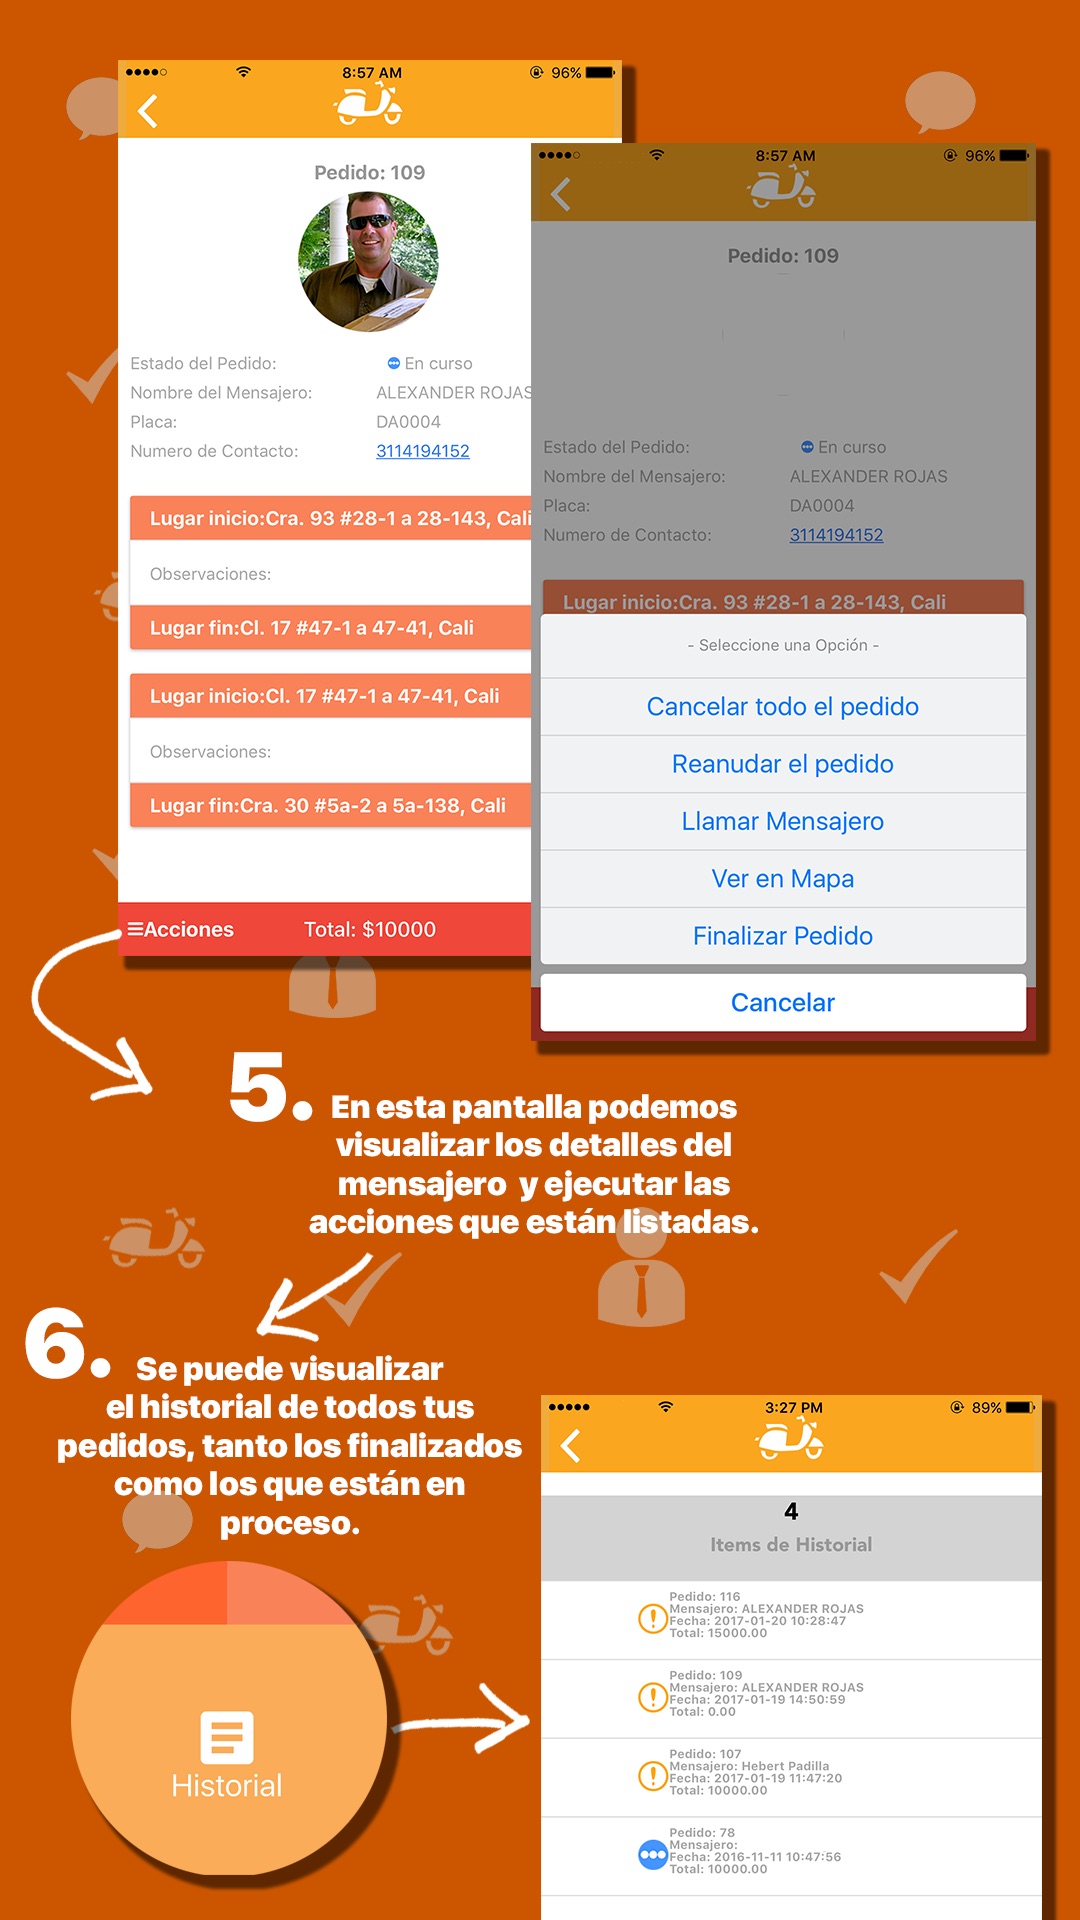 8:57 AM
96%
Pedido: 109
Estado del Pedido:
En curso
Nombre del Mensajero:
ALEXANDER ROJAS
Placa:
DA0004
Numero de Contacto:
3114194152
Lugar inicio:Cra. 93 #28-1 a 28-143, Cali
Observaciones:
Lugar fin:Cl. 17 #47-1 a 47-41, Cali
Lugar inicio:Cl. 17 #47-1 a 47-41, Cali
Observaciones:
Lugar fin:Cra. 30 #5a-2 a 5a-138, Cali
Acciones
Total: $10000
8:57 AM
96%
Pedido: 109
Estado del Pedido:
En curso
Nombre del Mensajero:
ALEXANDER ROJAS
Placa:
DA0004
Numero de Contacto:
3114194152
Lugar inicio:Cra. 93 #28-1 a 28-143, Cali
- Seleccione una Opción -
Cancelar todo el pedido
Reanudar el pedido
Llamar Mensajero
Ver en Mapa
Finalizar Pedido
Cancelar
5. En esta pantalla podemos
visualizar los detalles del
mensajero y ejecutar las
acciones que están listadas.
6. Se puede visualizar
el historial de todos tus
pedidos, tanto los finalizados
como los que están en
proceso.
Historial
3:27 PM
89%
4
Items de Historial
Pedido: 116
Mensajero: ALEXANDER ROJAS
Fecha: 2017-01-20 10:28:47
Total: 15000.00
Pedido: 109
Mensajero: ALEXANDER ROJAS
Fecha: 2017-01-19 14:50:59
Total: 0.00
Pedido: 107
Mensajero: Hebert Padilla
Fecha: 2017-01-19 11:47:20
Total: 10000.00
Pedido: 78
Mensajero:
Fecha: 2016-11-11 10:47:56
Total: 10000.00